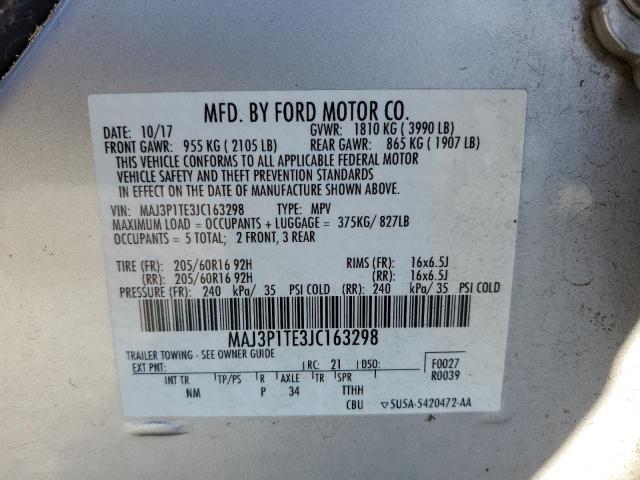 MFD. BY FORD MOTOR CO.
DATE: 10/17 GVWR: 1810 KG ( 3990 LB)
FRONT GAWR: 955 KG ( 2105 LB) REAR GAWR: 865 KG ( 1907 LB)
THIS VEHICLE CONFORMS TO ALL APPLICABLE FEDERAL MOTOR
VEHICLE SAFETY AND THEFT PREVENTION STANDARDS
IN EFFECT ON THE DATE OF MANUFACTURE SHOWN ABOVE.
VIN: MAJ3P1TE3JC163298 TYPE: MPV
MAXIMUM LOAD = OCCUPANTS + LUGGAGE = 375KG/ 827LB
OCCUPANTS = 5 TOTAL; 2 FRONT, 3 REAR
TIRE (FR): 205/60R16 92H RIMS (FR): 16x6.5J
(RR): 205/60R16 92H (RR): 16x6.5J
PRESSURE (FR): 240 kPa/ 35 PSI COLD (RR): 240 kPa/ 35 PSI COLD
MAJ3P1TE3JC163298
TRAILER TOWING - SEE OWNER GUIDE
EXT PNT: RC: 21 DSO: F0027
R0039
INT TR TP/PS R AXLE TR SPR
NM P 34 TTHH
CBU ▽5U5A-5420472-AA